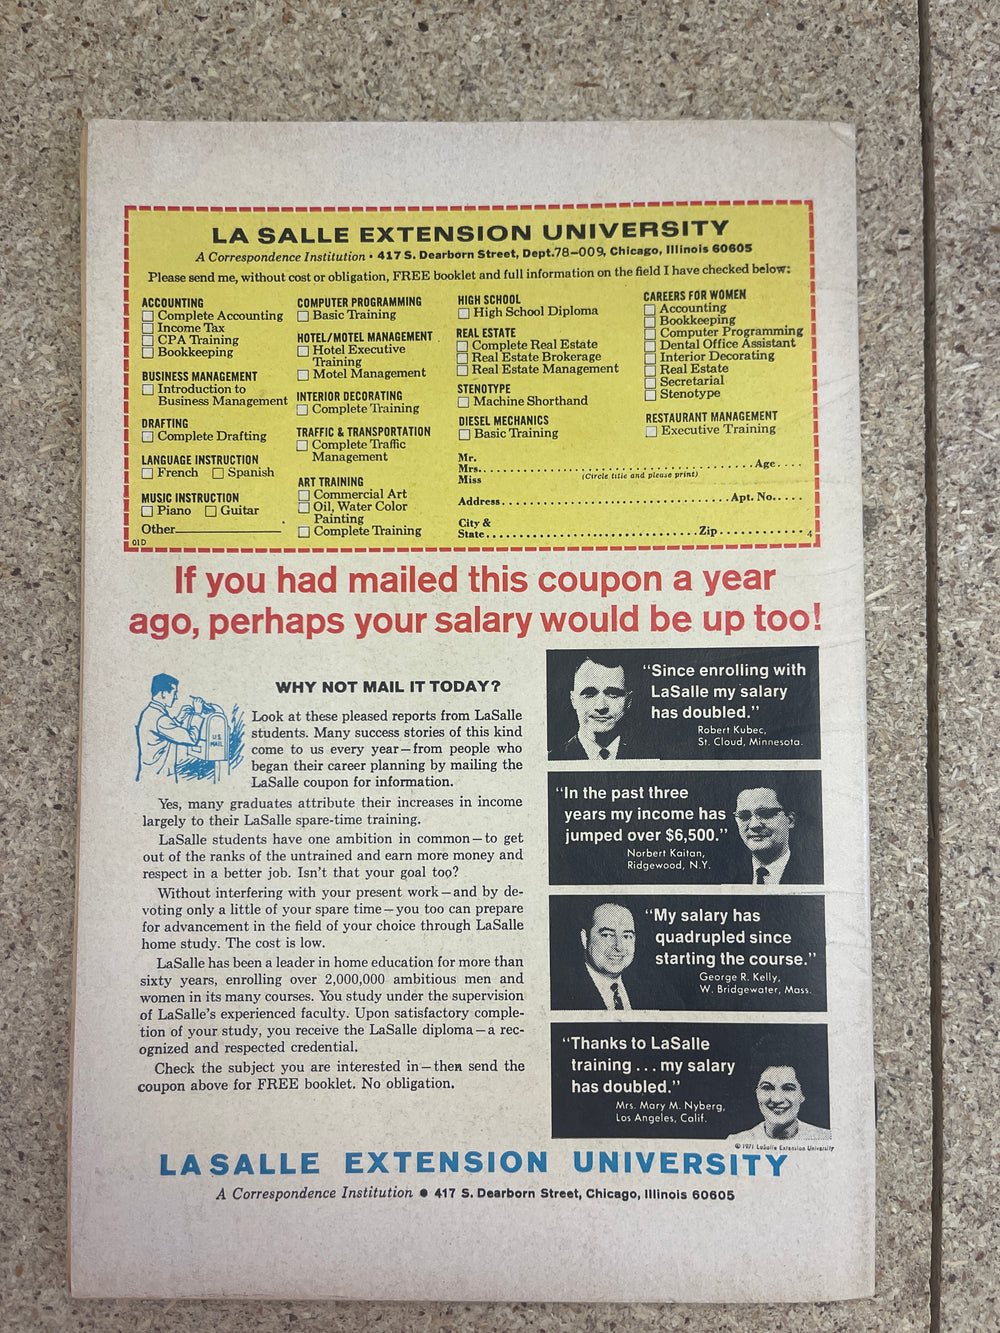 LA SALLE EXTENSION UNIVERSITY
A Correspondence Institution • 417 S. Dearborn Street, Dept. 78-009, Chicago, Illinois 60605
Please send me, without cost or obligation, FREE booklet and full information on the field I have checked below:
ACCOUNTING
Complete Accounting
Income Tax
CPA Training
Bookkeeping
BUSINESS MANAGEMENT
Introduction to
Business Management
DRAFTING
Complete Drafting
LANGUAGE INSTRUCTION
French Spanish
MUSIC INSTRUCTION
Piano Guitar
Other
01D
COMPUTER PROGRAMMING
Basic Training
HOTEL/MOTEL MANAGEMENT
Hotel Executive
Training
Motel Management
INTERIOR DECORATING
Complete Training
TRAFFIC & TRANSPORTATION
Complete Traffic
Management
ART TRAINING
Commercial Art
Oil, Water Color
Painting
Complete Training
HIGH SCHOOL
High School Diploma
REAL ESTATE
Complete Real Estate
Real Estate Brokerage
Real Estate Management
STENOTYPE
Machine Shorthand
DIESEL MECHANICS
Basic Training
CAREERS FOR WOMEN
Accounting
Bookkeeping
Computer Programming
Dental Office Assistant
Interior Decorating
Real Estate
Secretarial
Stenotype
RESTAURANT MANAGEMENT
Executive Training
Mr.
Mrs. Age
Miss (Circle title and please print)
Address Apt. No.
City &
State Zip 4
If you had mailed this coupon a year
ago, perhaps your salary would be up too!
U.S.
MAIL
WHY NOT MAIL IT TODAY?
Look at these pleased reports from LaSalle
students. Many success stories of this kind
come to us every year—from people who
began their career planning by mailing the
LaSalle coupon for information.
Yes, many graduates attribute their increases in income
largely to their LaSalle spare-time training.
LaSalle students have one ambition in common—to get
out of the ranks of the untrained and earn more money and
respect in a better job. Isn't that your goal too?
Without interfering with your present work—and by de-
voting only a little of your spare time—you too can prepare
for advancement in the field of your choice through LaSalle
home study. The cost is low.
LaSalle has been a leader in home education for more than
sixty years, enrolling over 2,000,000 ambitious men and
women in its many courses. You study under the supervision
of LaSalle's experienced faculty. Upon satisfactory comple-
tion of your study, you receive the LaSalle diploma—a rec-
ognized and respected credential.
Check the subject you are interested in—then send the
coupon above for FREE booklet. No obligation.
"Since enrolling with
LaSalle my salary
has doubled."
Robert Kubec,
St. Cloud, Minnesota.
"In the past three
years my income has
jumped over $6,500."
Norbert Kaitan,
Ridgewood, N.Y.
"My salary has
quadrupled since
starting the course."
George R. Kelly,
W. Bridgewater, Mass.
"Thanks to LaSalle
training... my salary
has doubled."
Mrs. Mary M. Nyberg,
Los Angeles, Calif.
© 1971 LaSalle Extension University
LA SALLE EXTENSION UNIVERSITY
A Correspondence Institution • 417 S. Dearborn Street, Chicago, Illinois 60605